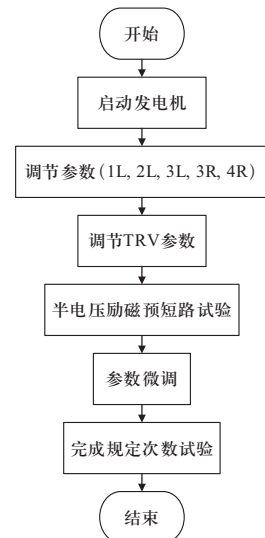 开始
启动发电机
调节参数(1L, 2L, 3L, 3R, 4R)
调节TRV参数
半电压励磁预短路试验
参数微调
完成规定次数试验
结束